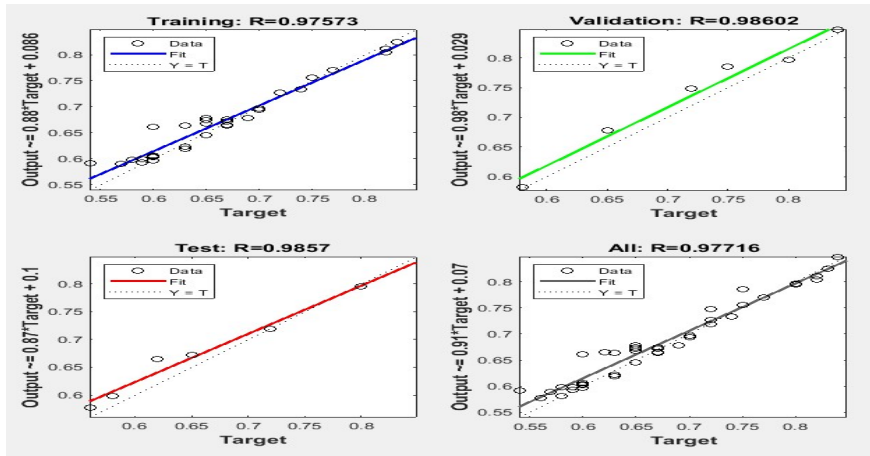 Training: R=0.97573
Output ~= 0.88*Target + 0.086
0.8
0.75
0.7
0.65
0.6
0.55
Data
Fit
Y = T
0.55 0.6 0.65 0.7 0.75 0.8
Target
Validation: R=0.98602
Output ~= 0.98*Target + 0.029
0.8
0.75
0.7
0.65
0.6
Data
Fit
Y = T
0.6 0.65 0.7 0.75 0.8
Target
Test: R=0.9857
Output ~= 0.87*Target + 0.1
0.8
0.75
0.7
0.65
0.6
Data
Fit
Y = T
0.6 0.65 0.7 0.75 0.8
Target
All: R=0.97716
Output ~= 0.91*Target + 0.07
0.8
0.75
0.7
0.65
0.6
0.55
Data
Fit
Y = T
0.55 0.6 0.65 0.7 0.75 0.8
Target